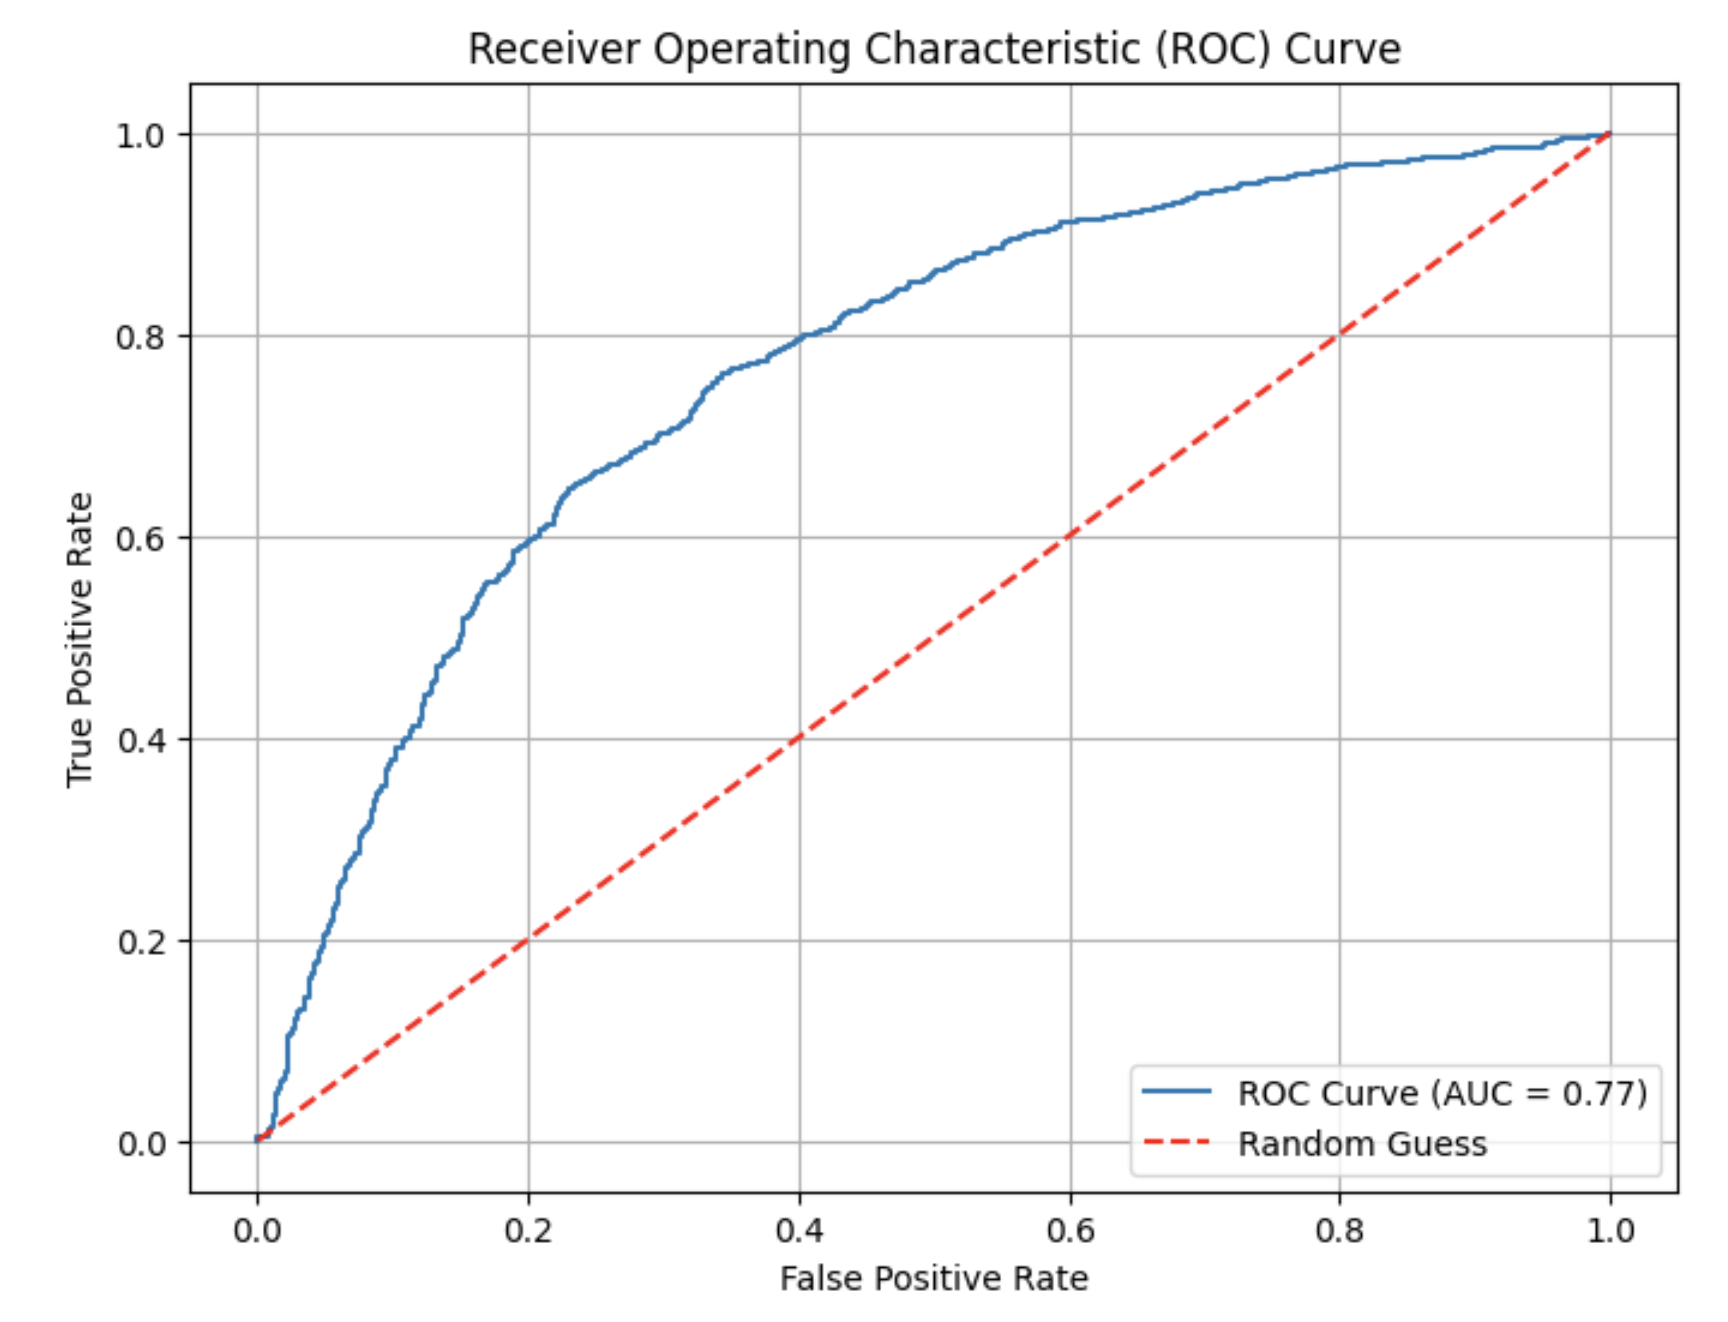 Receiver Operating Characteristic (ROC) Curve
1.0
0.8
0.6
0.4
0.2
0.0
True Positive Rate
ROC Curve (AUC = 0.77)
Random Guess
0.0 0.2 0.4 0.6 0.8 1.0
False Positive Rate